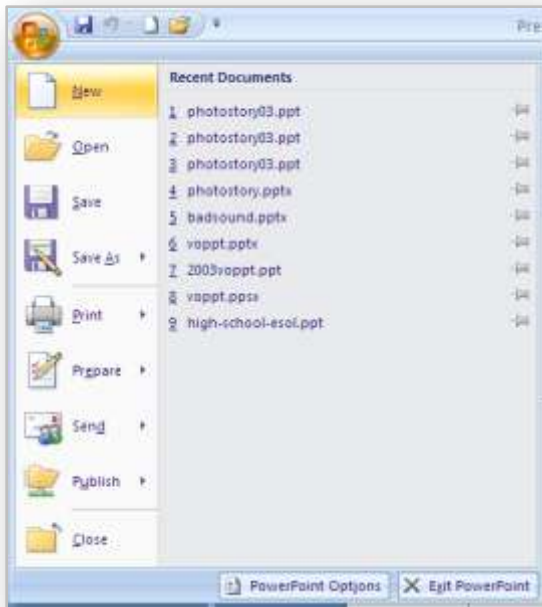 Pre
New
Open
Save
Save As
Print
Prepare
Send
Publish
Close
Recent Documents
1 photostory03.ppt
2 photostory03.ppt
3 photostory03.ppt
4 photostory.pptx
5 badsound.pptx
6 voppt.pptx
7 2003voppt.ppt
8 voppt.ppsx
9 high-school-esol.ppt
PowerPoint Options
Exit PowerPoint